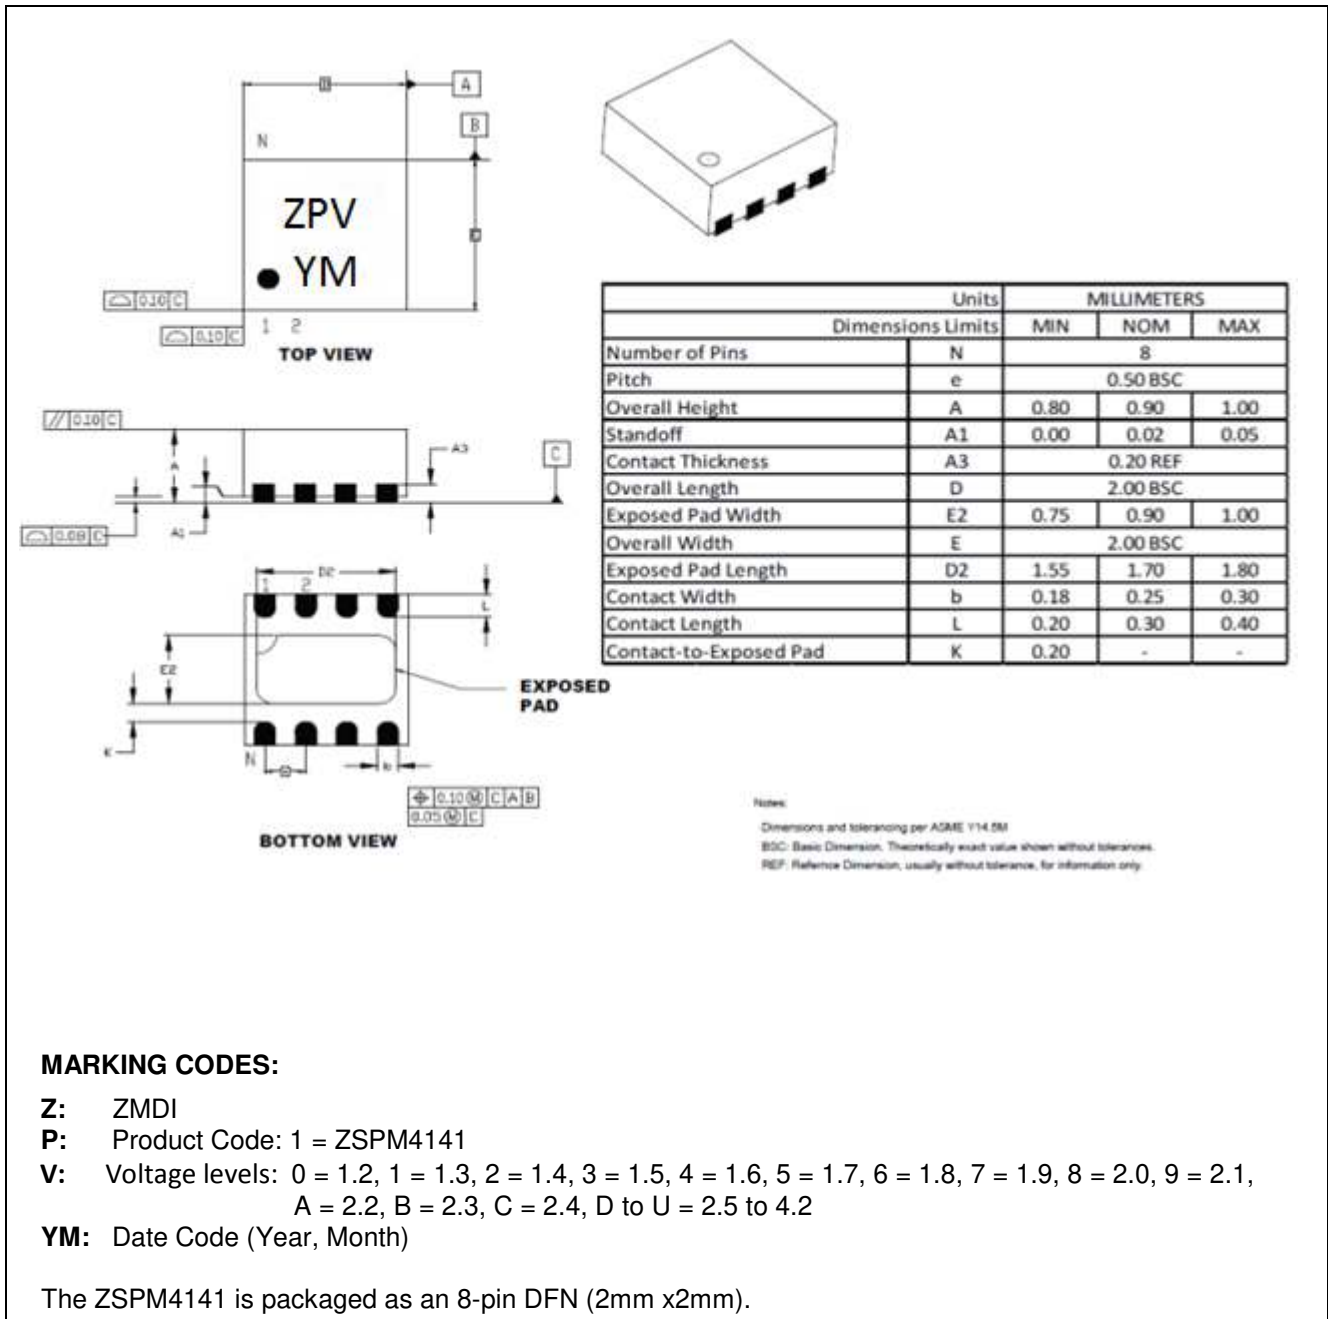 A
B
N
ZPV
YM
0.10 C
0.10 C
1 2
TOP VIEW
// 0.10 C
A
A3
C
0.08 C
A1
D2
1 2
L
E2
EXPOSED
PAD
K
N
b
0.10 Ⓜ C A B
0.05 Ⓜ C
BOTTOM VIEW
Units MILLIMETERS
Dimensions Limits MIN NOM MAX
Number of Pins N 8
Pitch e 0.50 BSC
Overall Height A 0.80 0.90 1.00
Standoff A1 0.00 0.02 0.05
Contact Thickness A3 0.20 REF
Overall Length D 2.00 BSC
Exposed Pad Width E2 0.75 0.90 1.00
Overall Width E 2.00 BSC
Exposed Pad Length D2 1.55 1.70 1.80
Contact Width b 0.18 0.25 0.30
Contact Length L 0.20 0.30 0.40
Contact-to-Exposed Pad K 0.20 - -
Notes:
Dimensions and tolerancing per ASME Y14.5M
BSC: Basic Dimension. Theoretically exact value shown without tolerances.
REF: Refernce Dimension, usually without tolerance, for information only.
MARKING CODES:
Z: ZMDI
P: Product Code: 1 = ZSPM4141
V: Voltage levels: 0 = 1.2, 1 = 1.3, 2 = 1.4, 3 = 1.5, 4 = 1.6, 5 = 1.7, 6 = 1.8, 7 = 1.9, 8 = 2.0, 9 = 2.1,
A = 2.2, B = 2.3, C = 2.4, D to U = 2.5 to 4.2
YM: Date Code (Year, Month)
The ZSPM4141 is packaged as an 8-pin DFN (2mm x2mm).